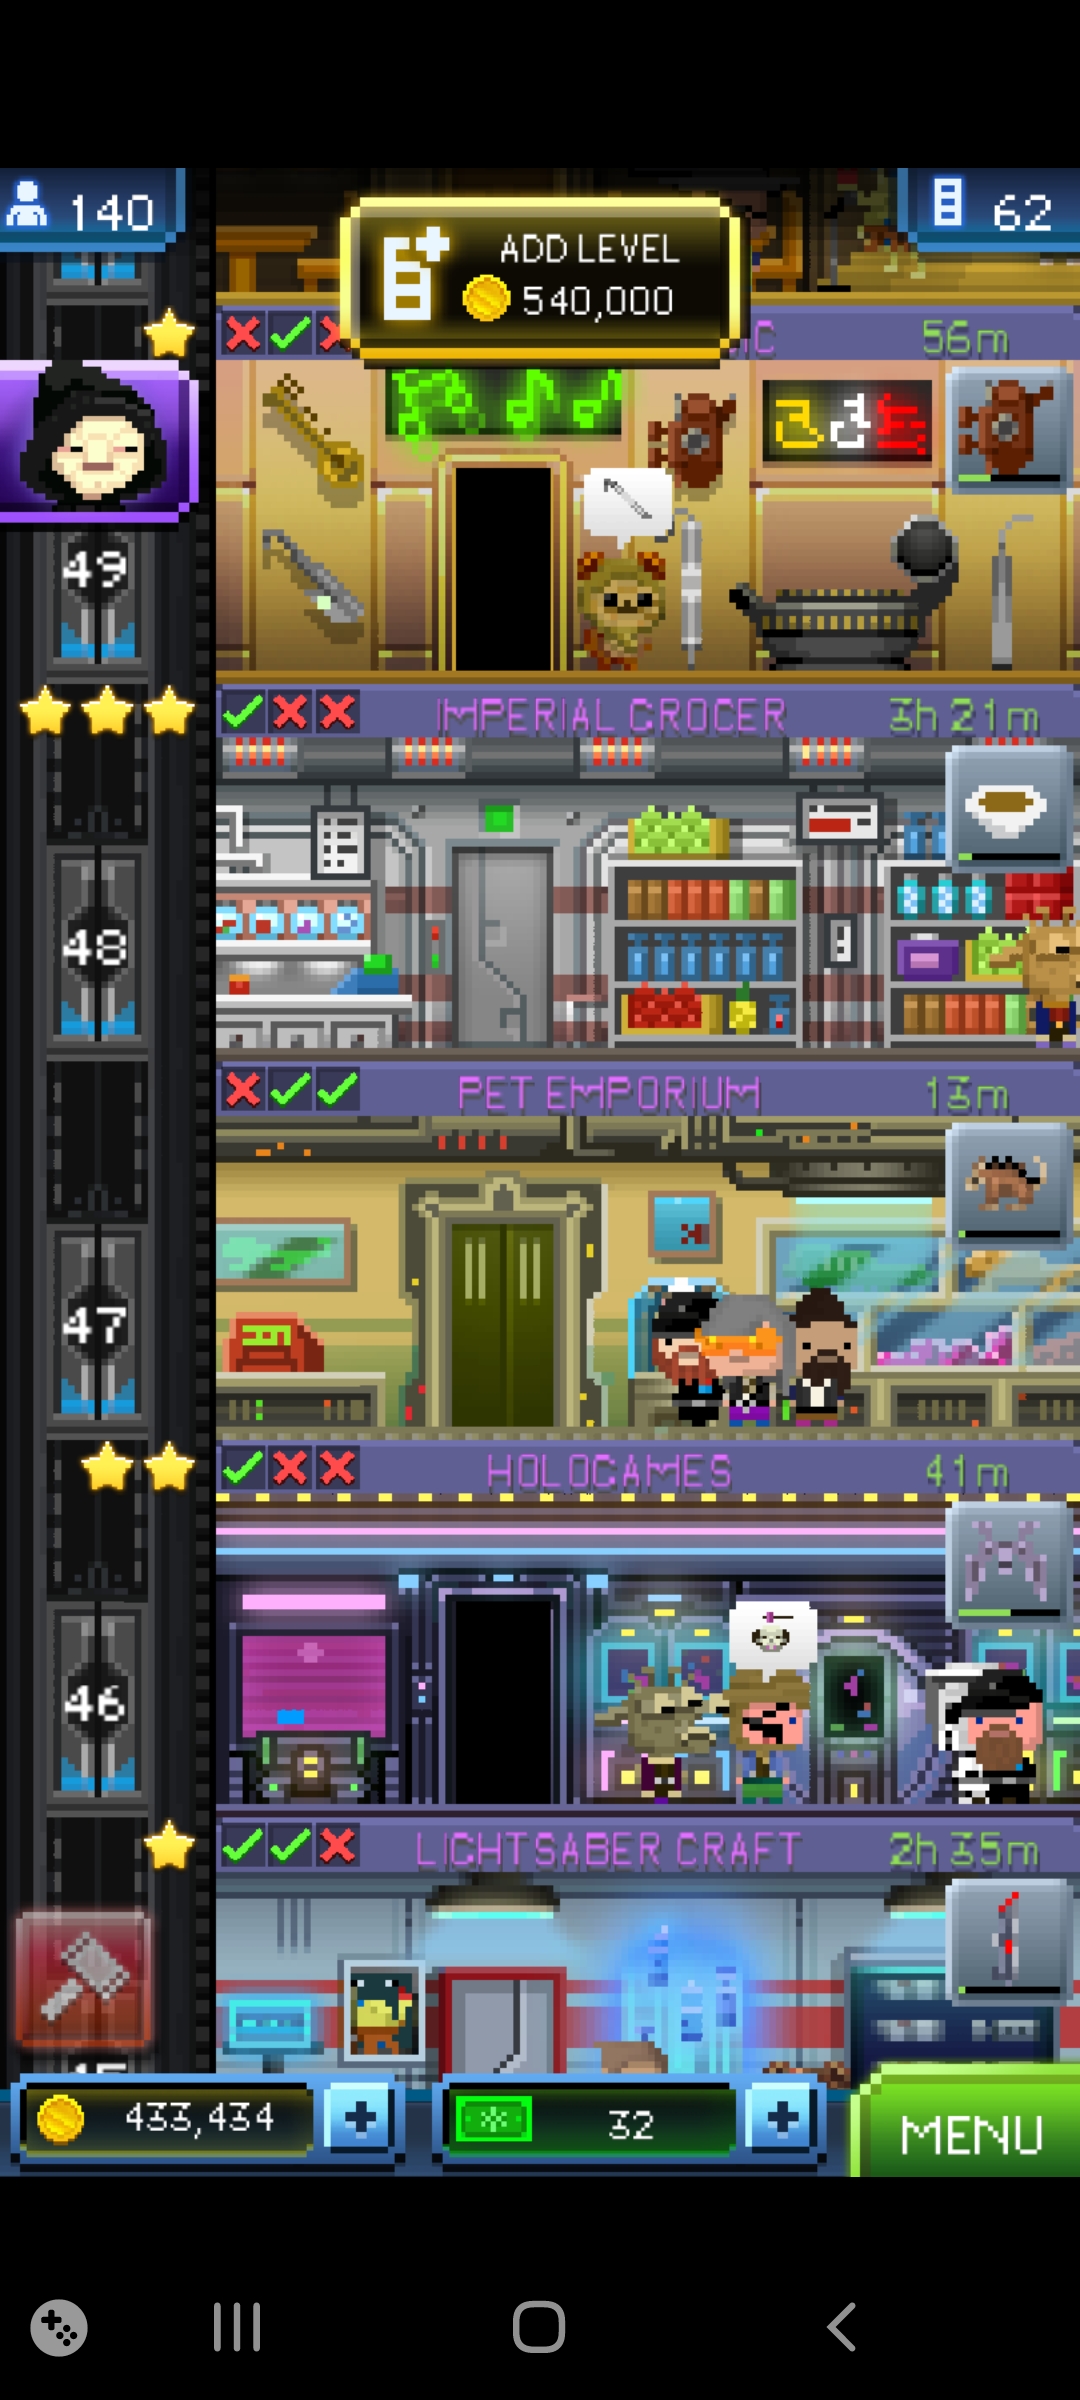 140
ADD LEVEL
540,000
62
IC 56m
49
IMPERIAL GROCER 3h 21m
48
PET EMPORIUM 13m
47
HOLOGAMES 41m
46
LIGHTSABER CRAFT 2h 35m
433,434
32
MENU